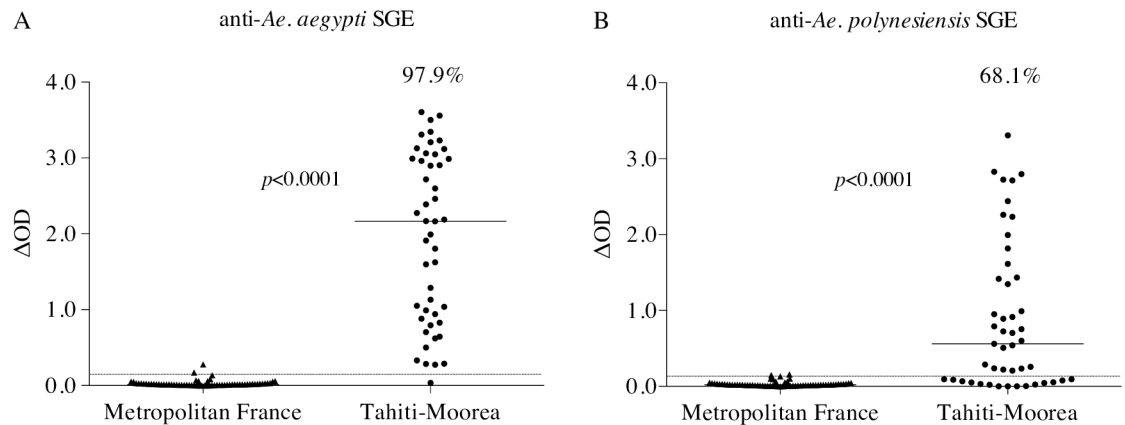 A
anti-Ae. aegypti SGE
97.9%
4.0
3.0
2.0
1.0
0.0
ΔOD
p<0.0001
Metropolitan France
Tahiti-Moorea
B
anti-Ae. polynesiensis SGE
68.1%
4.0
3.0
2.0
1.0
0.0
ΔOD
p<0.0001
Metropolitan France
Tahiti-Moorea